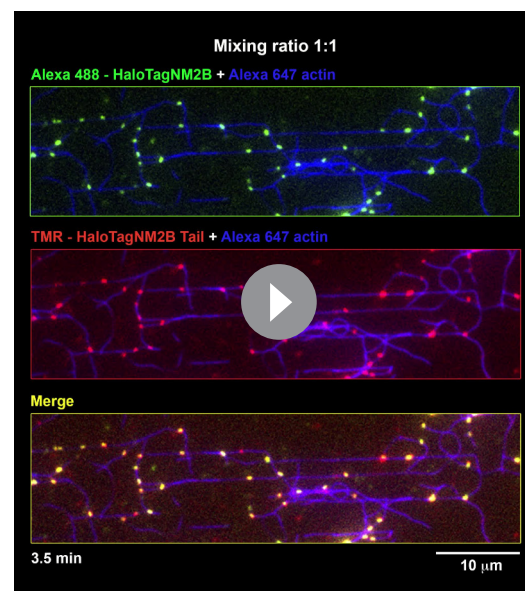 Mixing ratio 1:1
Alexa 488 - HaloTagNM2B + Alexa 647 actin
TMR - HaloTagNM2B Tail + Alexa 647 actin
Merge
3.5 min
10 μm